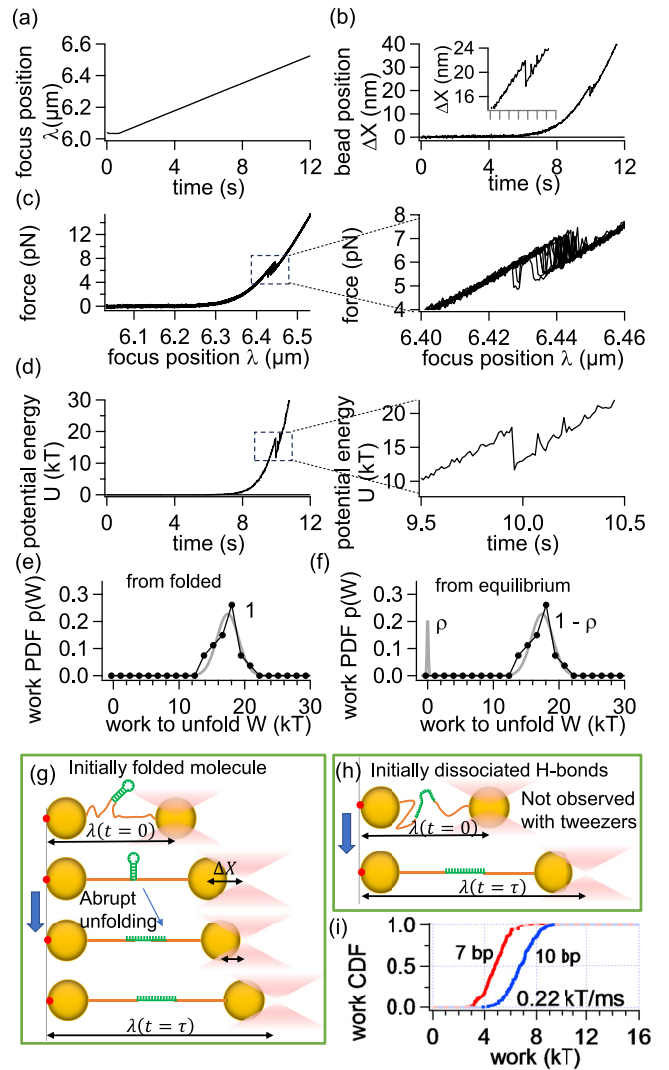 (a)
6.6
6.4
6.2
6.0
focus position
λ(μm)
0
4
8
12
time (s)
(b)
40
30
20
10
0
bead position
ΔX (nm)
24
20
16
ΔX (nm)
0
4
8
12
time (s)
(c)
12
8
4
0
force (pN)
6.1
6.2
6.3
6.4
6.5
focus position λ (μm)
8
7
6
5
4
force (pN)
6.40
6.42
6.44
6.46
focus position λ (μm)
(d)
30
20
10
0
potential energy
U (kT)
0
4
8
12
time (s)
20
15
10
potential energy
U (kT)
9.5
10.0
10.5
time (s)
(e)
from folded
1
0.3
0.2
0.1
0.0
work PDF p(W)
0
10
20
30
work to unfold W (kT)
(f)
from equilibrium
ρ
1 - ρ
0.3
0.2
0.1
0.0
work PDF p(W)
0
10
20
30
work to unfold W (kT)
(g)
Initially folded molecule
λ(t = 0)
ΔX
Abrupt
unfolding
λ(t = τ)
(h)
Initially dissociated H-bonds
Not observed
with tweezers
λ(t = 0)
λ(t = τ)
(i)
1.0
0.5
0.0
work CDF
7 bp
10 bp
0.22 kT/ms
0
4
8
12
16
work (kT)